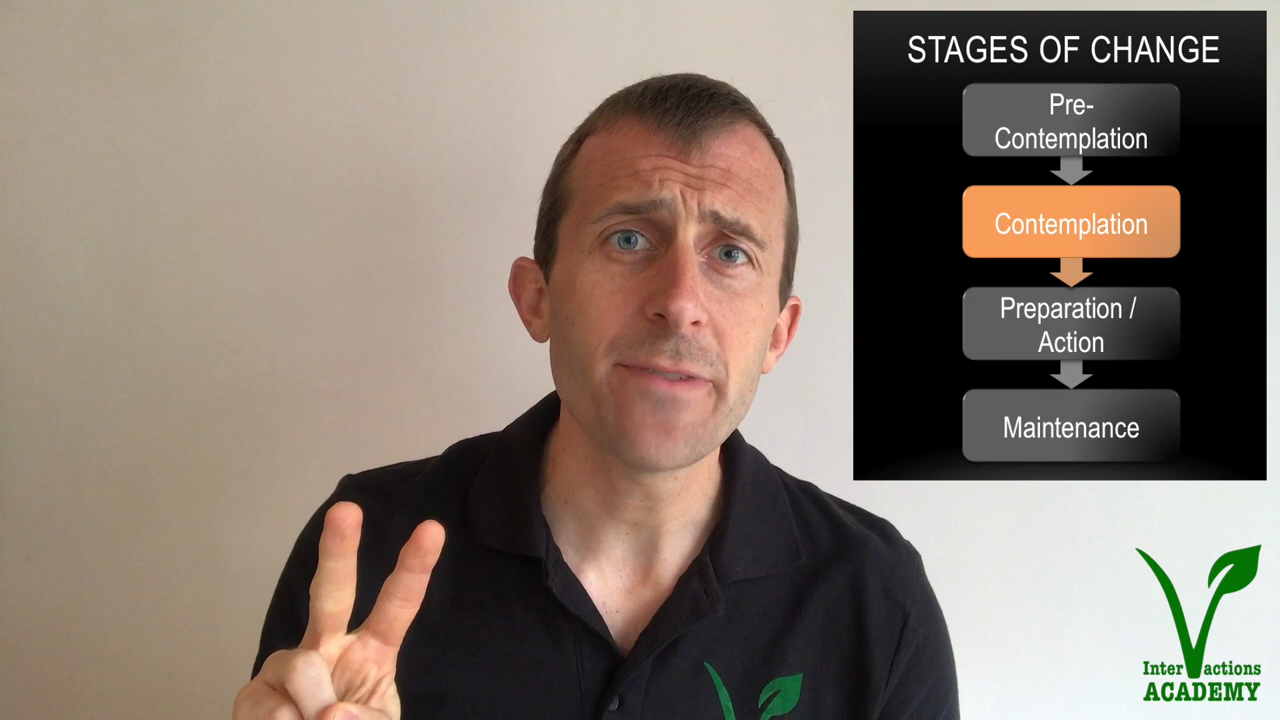 STAGES OF CHANGE
Pre-
Contemplation
Contemplation
Preparation /
Action
Maintenance
Inter actions
ACADEMY